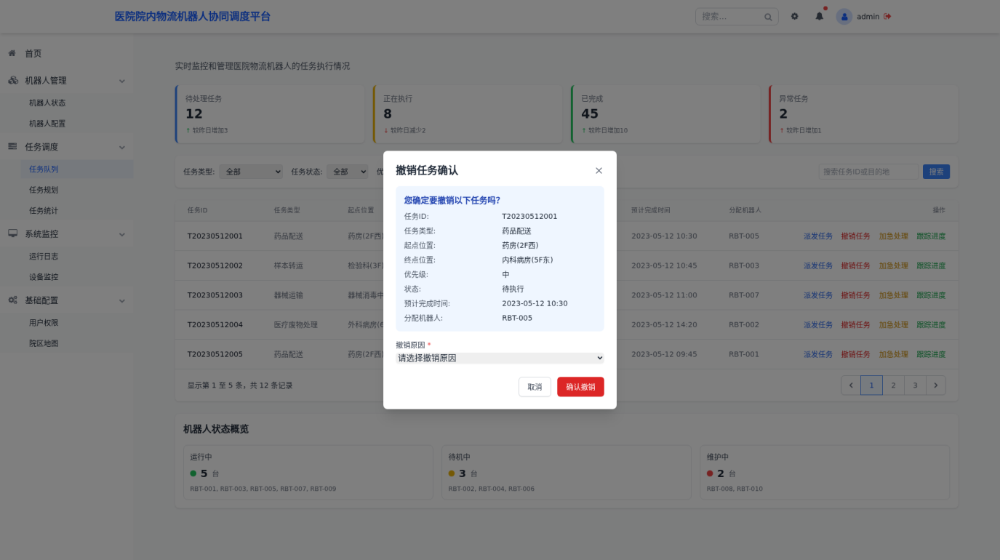 医院院内物流机器人协同调度平台
搜索...
admin
首页
机器人管理
机器人状态
机器人配置
任务调度
任务队列
任务规划
任务统计
系统监控
运行日志
设备监控
基础配置
用户权限
院区地图
实时监控和管理医院物流机器人的任务执行情况
待处理任务
12
↑ 较昨日增加3
正在执行
8
↓ 较昨日减少2
已完成
45
↑ 较昨日增加10
异常任务
2
↑ 较昨日增加1
任务类型: 全部 任务状态: 全部 优
搜索任务ID或目的地 搜索
任务ID 任务类型 起点位置 预计完成时间 分配机器人 操作
T20230512001 药品配送 药房(2F西) 2023-05-12 10:30 RBT-005 派发任务 撤销任务 加急处理 跟踪进度
T20230512002 样本转运 检验科(3F) 2023-05-12 10:45 RBT-003 派发任务 撤销任务 加急处理 跟踪进度
T20230512003 器械运输 器械消毒中 2023-05-12 11:00 RBT-007 派发任务 撤销任务 加急处理 跟踪进度
T20230512004 医疗废物处理 外科病房(6 2023-05-12 14:20 RBT-002 派发任务 撤销任务 加急处理 跟踪进度
T20230512005 药品配送 药房(2F西) 2023-05-12 09:45 RBT-001 派发任务 撤销任务 加急处理 跟踪进度
显示第 1 至 5 条，共 12 条记录
1 2 3
撤销任务确认
您确定要撤销以下任务吗？
任务ID: T20230512001
任务类型: 药品配送
起点位置: 药房(2F西)
终点位置: 内科病房(5F东)
优先级: 中
状态: 待执行
预计完成时间: 2023-05-12 10:30
分配机器人: RBT-005
撤销原因 *
请选择撤销原因
取消 确认撤销
机器人状态概览
运行中
5 台
RBT-001, RBT-003, RBT-005, RBT-007, RBT-009
待机中
3 台
RBT-002, RBT-004, RBT-006
维护中
2 台
RBT-008, RBT-010